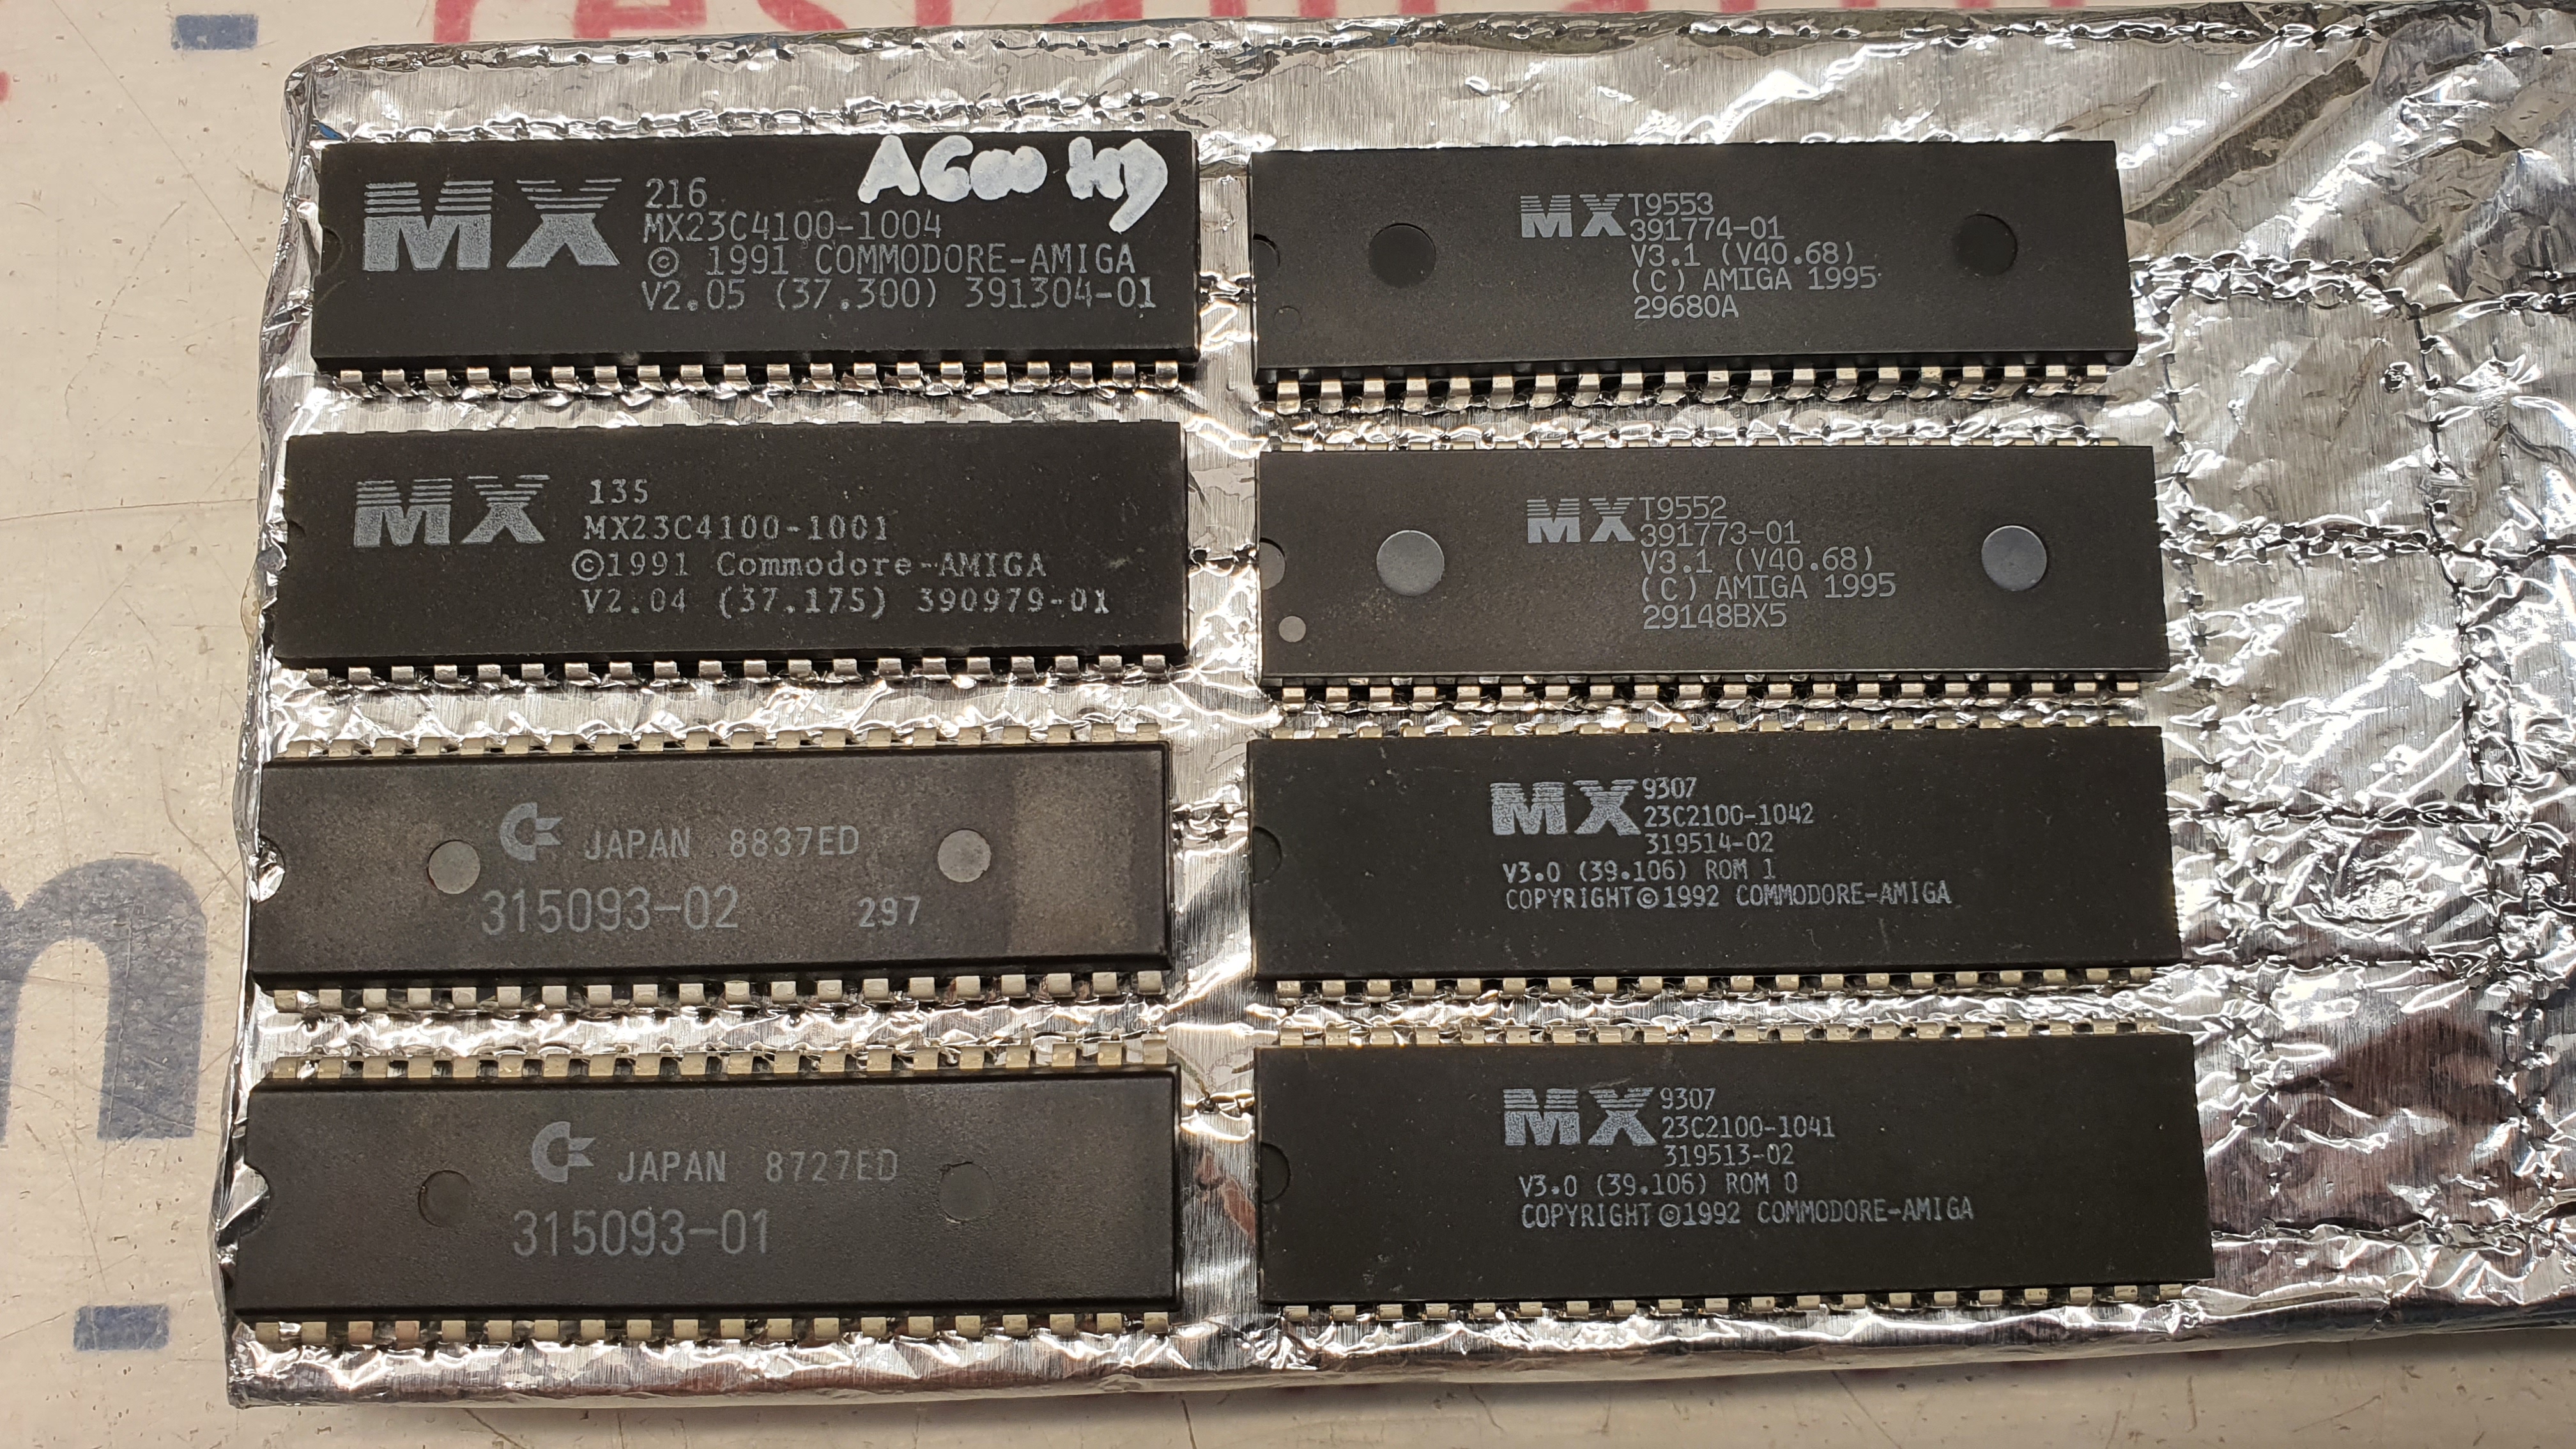 A600 HD
MX 216
MX23C4100-1004
© 1991 COMMODORE-AMIGA
V2.05 (37.300) 391304-01
MX 135
MX23C4100-1001
©1991 Commodore-AMIGA
V2.04 (37.175) 390979-01
JAPAN 8837ED
315093-02 297
JAPAN 8727ED
315093-01
MX T9553
391774-01
V3.1 (V40.68)
(C) AMIGA 1995
29680A
MX T9552
391773-01
V3.1 (V40.68)
(C) AMIGA 1995
29148BX5
MX 9307
23C2100-1042
319514-02
V3.0 (39.106) ROM 1
COPYRIGHT©1992 COMMODORE-AMIGA
MX 9307
23C2100-1041
319513-02
V3.0 (39.106) ROM 0
COPYRIGHT©1992 COMMODORE-AMIGA
m